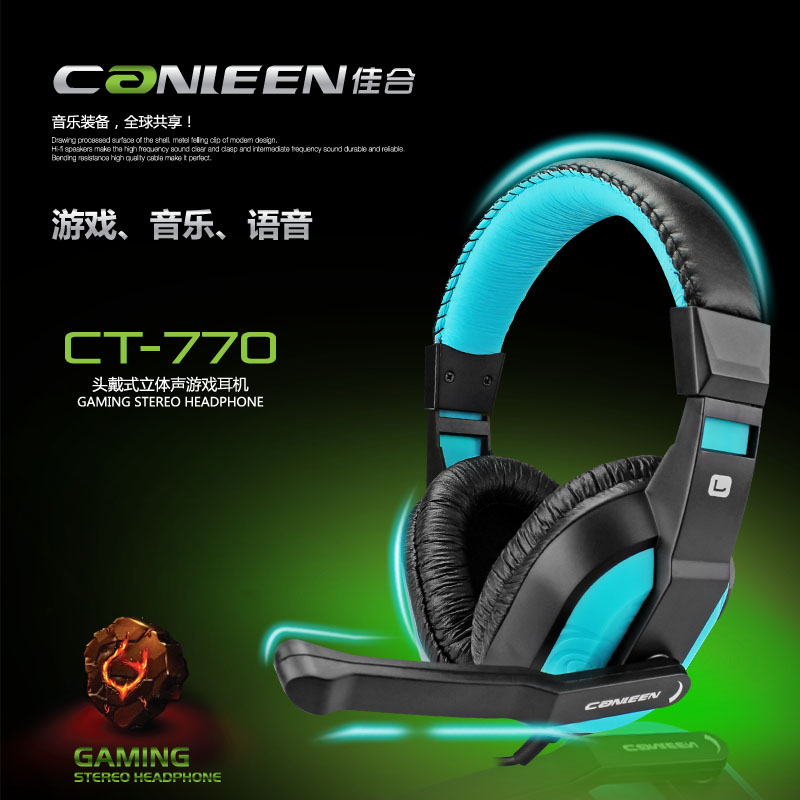 CANLEEN佳合
音乐装备，全球共享！
Drawing processed surface of the shell, metel felling clip of modern design.
Hi-fi speakers make the high frequency sound clear and clasp and intermediate frequency sound durable and reliable.
Bending resistance high quality cable make it perfect.
游戏、音乐、语音
CT-770
头戴式立体声游戏耳机
GAMING STEREO HEADPHONE
L
CANLEEN
GAMING
STEREO HEADPHONE